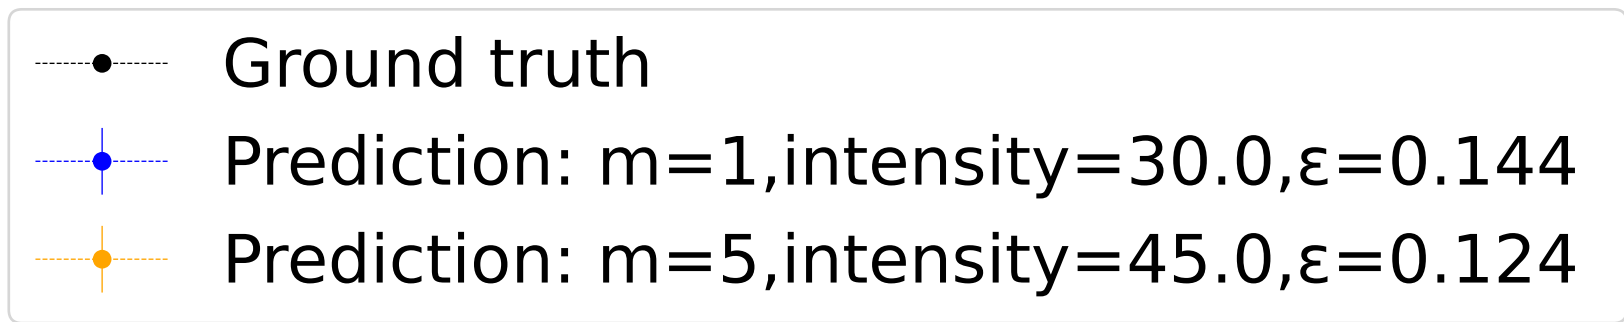 Ground truth
Prediction: m=1,intensity=30.0,ε=0.144
Prediction: m=5,intensity=45.0,ε=0.124